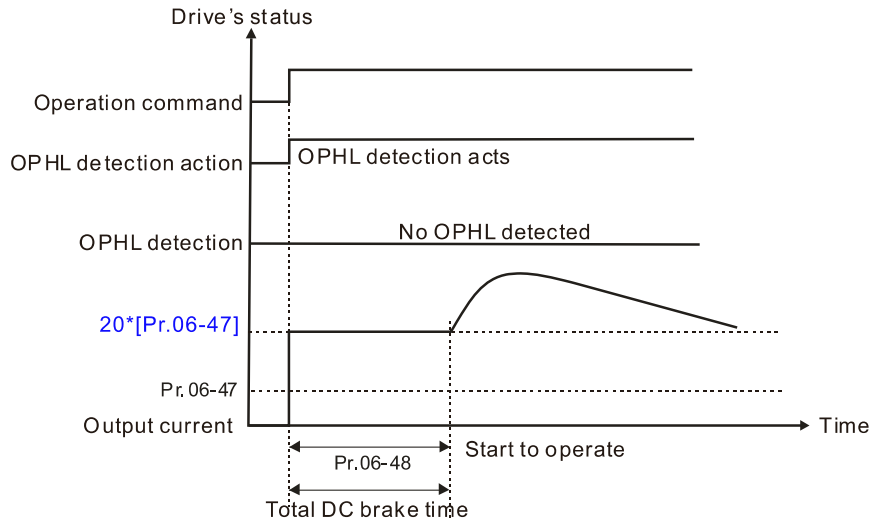 Drive's status
Operation command
OPHL detection action
OPHL detection acts
OPHL detection
No OPHL detected
20*[Pr.06-47]
Pr.06-47
Output current
Time
Start to operate
Pr.06-48
Total DC brake time